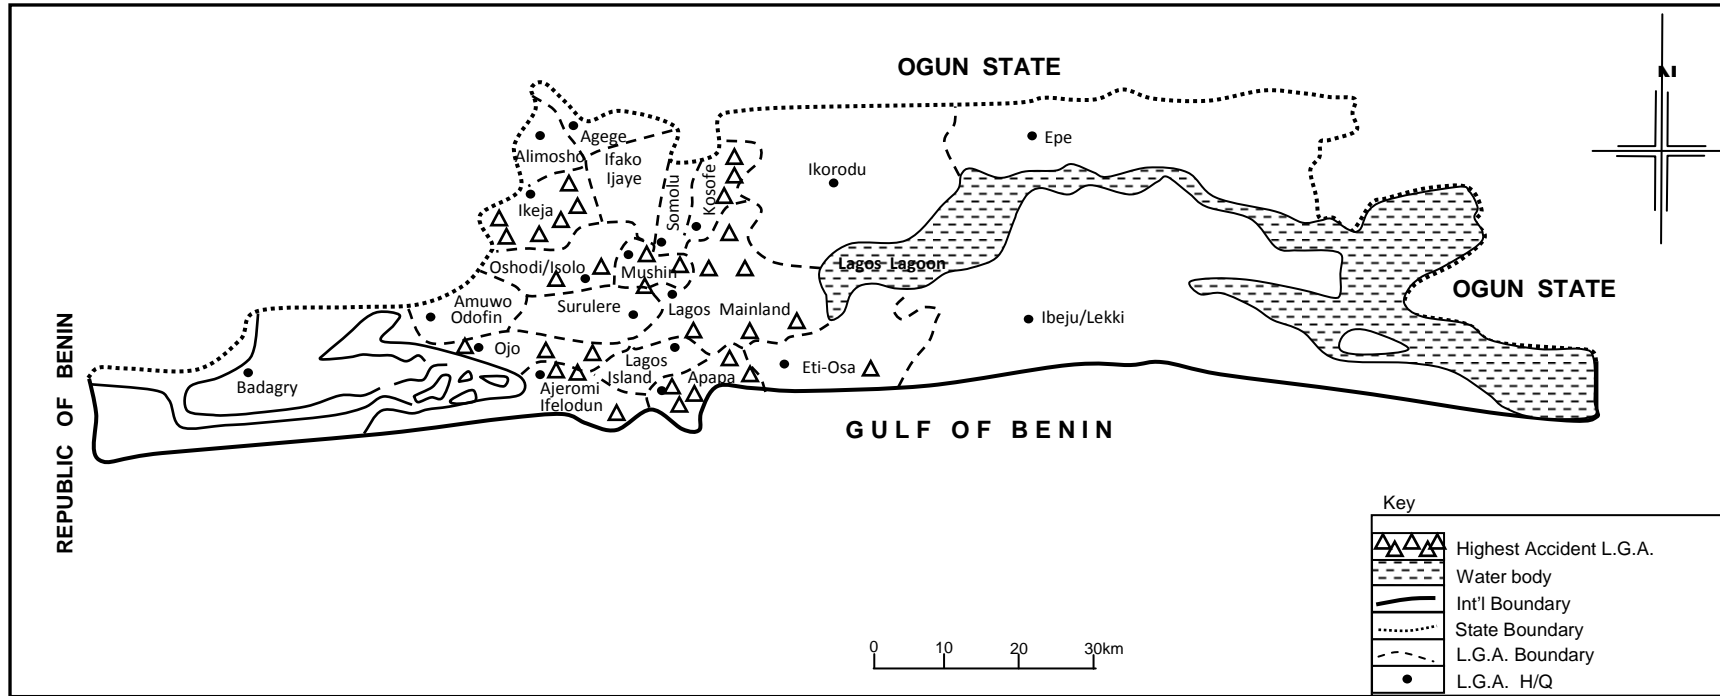 OGUN STATE
Agege
Alimosho
Ifako
Ijaye
Epe
Ikorodu
Ikeja
Somolu
Kosofe
Oshodi/Isolo
Mushin
Lagos Lagoon
Amuwo
Odofin
Surulere
Lagos Mainland
Ibeju/Lekki
OGUN STATE
Ojo
Lagos
Island
Eti-Osa
Badagry
Ajeromi
Ifelodun
Apapa
REPUBLIC OF BENIN
GULF OF BENIN
Key
Highest Accident L.G.A.
Water body
Int'l Boundary
State Boundary
L.G.A. Boundary
L.G.A. H/Q
0 10 20 30km